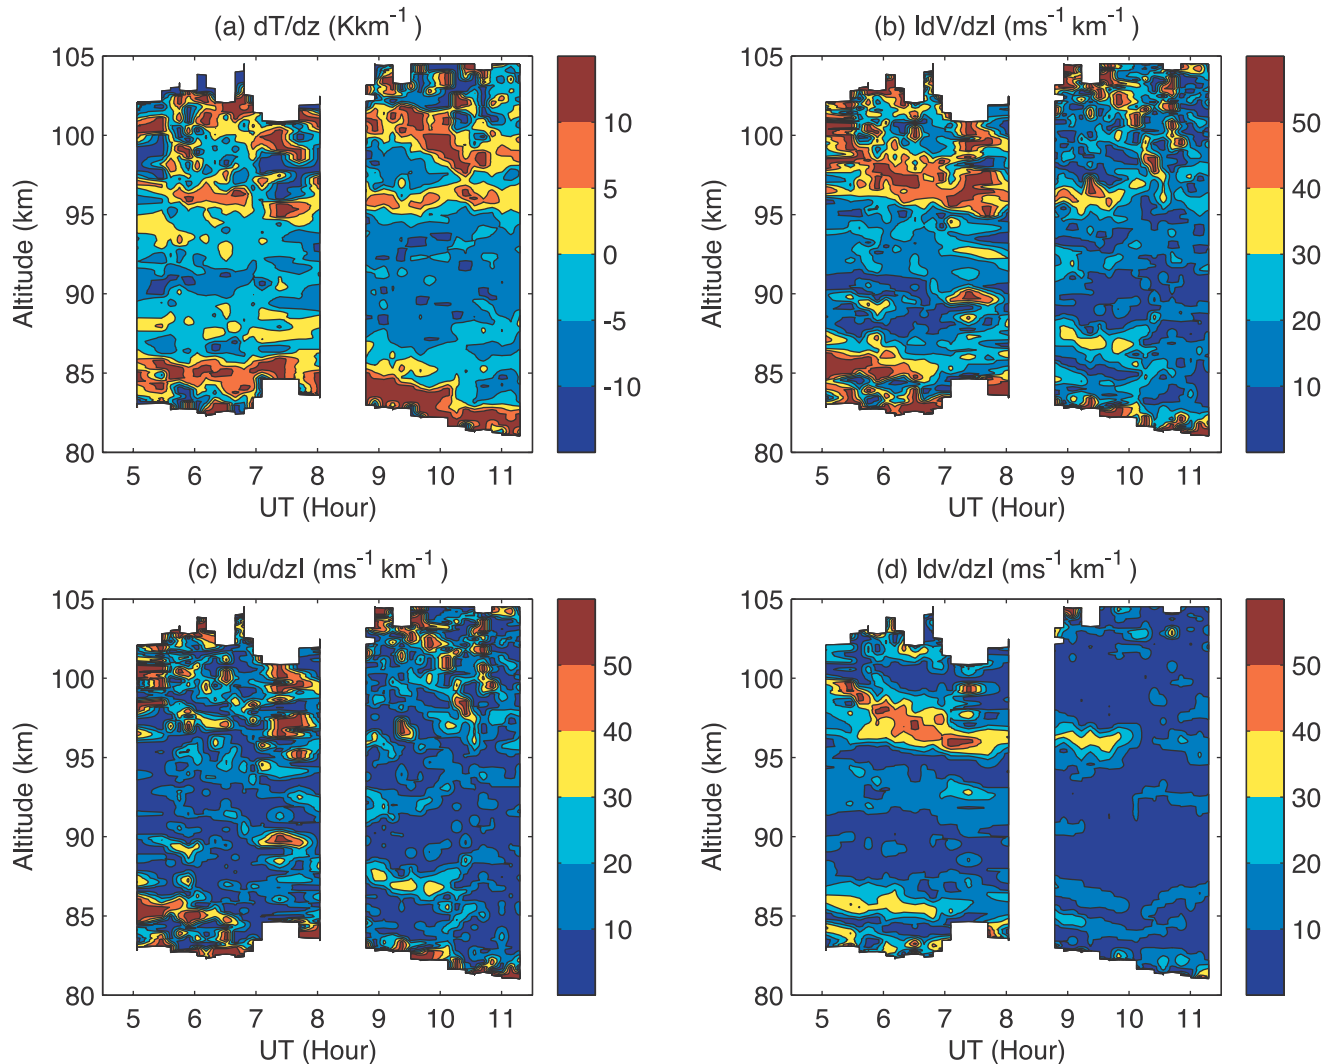 (a) dT/dz (Kkm⁻¹)
(b) |dV/dz| (ms⁻¹ km⁻¹)
105
100
95
90
85
80
Altitude (km)
5 6 7 8 9 10 11
UT (Hour)
10
5
0
-5
-10
105
100
95
90
85
80
Altitude (km)
5 6 7 8 9 10 11
UT (Hour)
50
40
30
20
10
(c) |du/dz| (ms⁻¹ km⁻¹)
(d) |dv/dz| (ms⁻¹ km⁻¹)
105
100
95
90
85
80
Altitude (km)
5 6 7 8 9 10 11
UT (Hour)
50
40
30
20
10
105
100
95
90
85
80
Altitude (km)
5 6 7 8 9 10 11
UT (Hour)
50
40
30
20
10